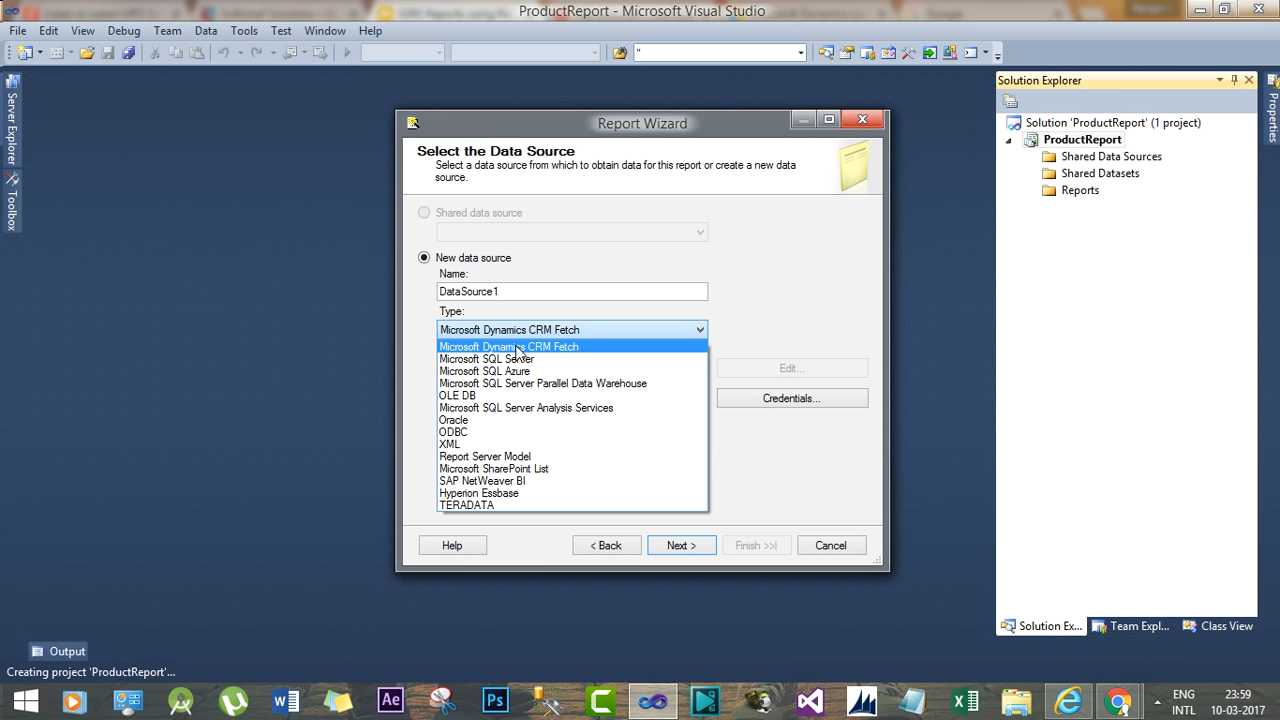 ProductReport - Microsoft Visual Studio
File Edit View Debug Team Data Tools Test Window Help
"
Server Explorer
Toolbox
Solution Explorer
Solution 'ProductReport' (1 project)
ProductReport
Shared Data Sources
Shared Datasets
Reports
Properties
Report Wizard
Select the Data Source
Select a data source from which to obtain data for this report or create a new data
source.
Shared data source
New data source
Name:
DataSource1
Type:
Microsoft Dynamics CRM Fetch
Microsoft Dynamics CRM Fetch
Microsoft SQL Server
Microsoft SQL Azure
Microsoft SQL Server Parallel Data Warehouse
OLE DB
Microsoft SQL Server Analysis Services
Oracle
ODBC
XML
Report Server Model
Microsoft SharePoint List
SAP NetWeaver BI
Hyperion Essbase
TERADATA
Edit...
Credentials...
Help
< Back
Next >
Finish >>|
Cancel
Solution Ex...
Team Expl...
Class View
Output
Creating project 'ProductReport'...
Ae
Ps
ENG
INTL
23:59
10-03-2017